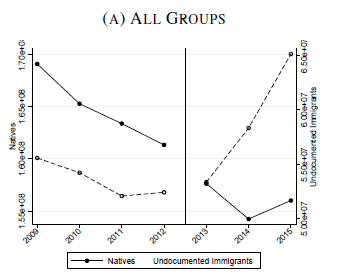 (A) ALL GROUPS
Natives
1.70e+08
1.65e+08
1.60e+08
1.55e+08
6.50e+07
6.00e+07
5.50e+07
5.00e+07
Undocumented Immigrants
2009 2010 2011 2012 2013 2014 2015
Natives Undocumented Immigrants